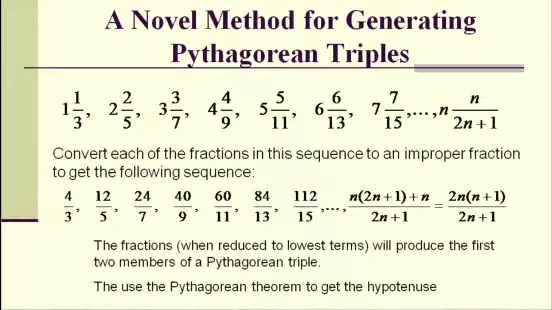 A Novel Method for Generating
Pythagorean Triples
1 1/3, 2 2/5, 3 3/7, 4 4/9, 5 5/11, 6 6/13, 7 7/15,..., n n/2n+1
Convert each of the fractions in this sequence to an improper fraction
to get the following sequence:
4/3, 12/5, 24/7, 40/9, 60/11, 84/13, 112/15,..., n(2n+1)+n/2n+1 = 2n(n+1)/2n+1
The fractions (when reduced to lowest terms) will produce the first
two members of a Pythagorean triple.
The use the Pythagorean theorem to get the hypotenuse